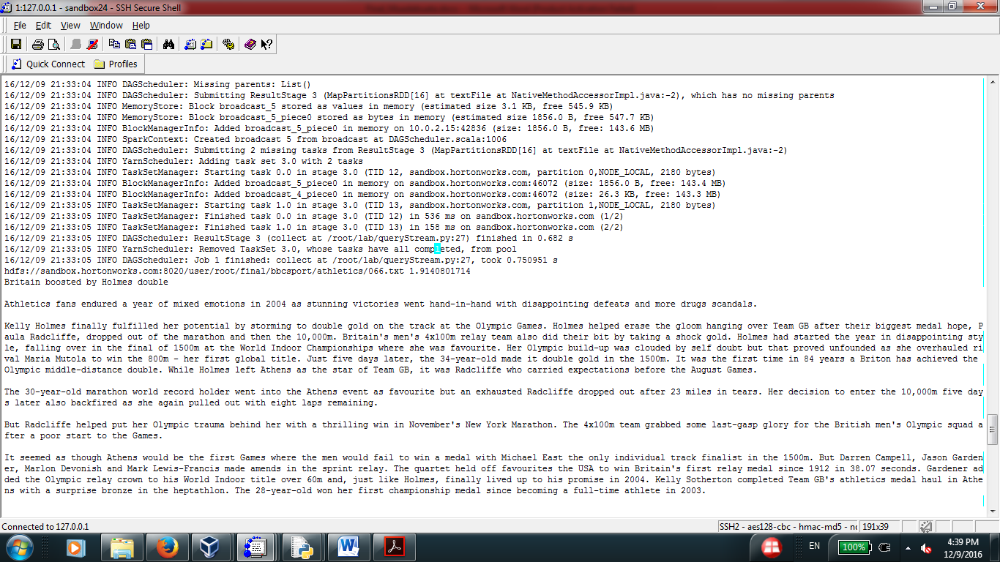 1:127.0.0.1 - sandbox24 - SSH Secure Shell
File Edit View Window Help
Quick Connect Profiles
16/12/09 21:33:04 INFO DAGScheduler: Missing parents: List()
16/12/09 21:33:04 INFO DAGScheduler: Submitting ResultStage 3 (MapPartitionsRDD[16] at textFile at NativeMethodAccessorImpl.java:-2), which has no missing parents
16/12/09 21:33:04 INFO MemoryStore: Block broadcast_5 stored as values in memory (estimated size 3.1 KB, free 545.9 KB)
16/12/09 21:33:04 INFO MemoryStore: Block broadcast_5_piece0 stored as bytes in memory (estimated size 1856.0 B, free 547.7 KB)
16/12/09 21:33:04 INFO BlockManagerInfo: Added broadcast_5_piece0 in memory on 10.0.2.15:42836 (size: 1856.0 B, free: 143.6 MB)
16/12/09 21:33:04 INFO SparkContext: Created broadcast 5 from broadcast at DAGScheduler.scala:1006
16/12/09 21:33:04 INFO DAGScheduler: Submitting 2 missing tasks from ResultStage 3 (MapPartitionsRDD[16] at textFile at NativeMethodAccessorImpl.java:-2)
16/12/09 21:33:04 INFO YarnScheduler: Adding task set 3.0 with 2 tasks
16/12/09 21:33:04 INFO TaskSetManager: Starting task 0.0 in stage 3.0 (TID 12, sandbox.hortonworks.com, partition 0,NODE_LOCAL, 2180 bytes)
16/12/09 21:33:04 INFO BlockManagerInfo: Added broadcast_5_piece0 in memory on sandbox.hortonworks.com:46072 (size: 1856.0 B, free: 143.4 MB)
16/12/09 21:33:04 INFO BlockManagerInfo: Added broadcast_4_piece0 in memory on sandbox.hortonworks.com:46072 (size: 26.3 KB, free: 143.3 MB)
16/12/09 21:33:05 INFO TaskSetManager: Starting task 1.0 in stage 3.0 (TID 13, sandbox.hortonworks.com, partition 1,NODE_LOCAL, 2180 bytes)
16/12/09 21:33:05 INFO TaskSetManager: Finished task 0.0 in stage 3.0 (TID 12) in 536 ms on sandbox.hortonworks.com (1/2)
16/12/09 21:33:05 INFO TaskSetManager: Finished task 1.0 in stage 3.0 (TID 13) in 158 ms on sandbox.hortonworks.com (2/2)
16/12/09 21:33:05 INFO DAGScheduler: ResultStage 3 (collect at /root/lab/queryStream.py:27) finished in 0.682 s
16/12/09 21:33:05 INFO YarnScheduler: Removed TaskSet 3.0, whose tasks have all completed, from pool
16/12/09 21:33:05 INFO DAGScheduler: Job 1 finished: collect at /root/lab/queryStream.py:27, took 0.750951 s
hdfs://sandbox.hortonworks.com:8020/user/root/final/bbcsport/athletics/066.txt 1.9140801714
Britain boosted by Holmes double
Athletics fans endured a year of mixed emotions in 2004 as stunning victories went hand-in-hand with disappointing defeats and more drugs scandals.
Kelly Holmes finally fulfilled her potential by storming to double gold on the track at the Olympic Games. Holmes helped erase the gloom hanging over Team GB after their biggest medal hope, P
aula Radcliffe, dropped out of the marathon and then the 10,000m. Britain's men's 4x100m relay team also did their bit by taking a shock gold. Holmes had started the year in disappointing sty
le, falling over in the final of 1500m at the World Indoor Championships where she was favourite. Her Olympic build-up was clouded by self doubt but that proved unfounded as she overhauled ri
val Maria Mutola to win the 800m - her first global title. Just five days later, the 34-year-old made it double gold in the 1500m. It was the first time in 84 years a Briton has achieved the
Olympic middle-distance double. While Holmes left Athens as the star of Team GB, it was Radcliffe who carried expectations before the August Games.
The 30-year-old marathon world record holder went into the Athens event as favourite but an exhausted Radcliffe dropped out after 23 miles in tears. Her decision to enter the 10,000m five day
s later also backfired as she again pulled out with eight laps remaining.
But Radcliffe helped put her Olympic trauma behind her with a thrilling win in November's New York Marathon. The 4x100m team grabbed some last-gasp glory for the British men's Olympic squad a
fter a poor start to the Games.
It seemed as though Athens would be the first Games where the men would fail to win a medal with Michael East the only individual track finalist in the 1500m. But Darren Campell, Jason Garden
er, Marlon Devonish and Mark Lewis-Francis made amends in the sprint relay. The quartet held off favourites the USA to win Britain's first relay medal since 1912 in 38.07 seconds. Gardener ad
ded the Olympic relay crown to his World Indoor title over 60m and, just like Holmes, finally lived up to his promise in 2004. Kelly Sotherton completed Team GB's athletics medal haul in Athe
ns with a surprise bronze in the heptathlon. The 28-year-old won her first championship medal since becoming a full-time athlete in 2003.
Connected to 127.0.0.1 SSH2 - aes128-cbc - hmac-md5 - nc 191x39
EN 100% 4:39 PM
12/9/2016